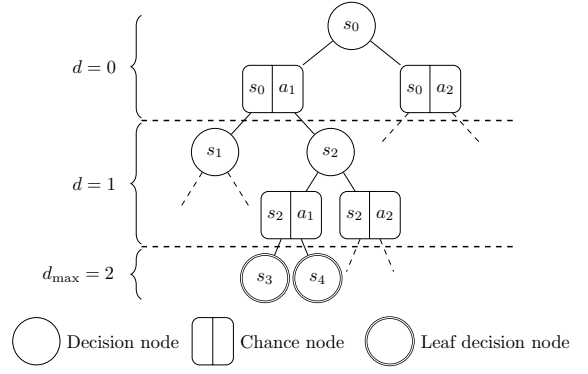 s₀
d = 0
s₀ a₁ s₀ a₂
s₁ s₂
d = 1
s₂ a₁ s₂ a₂
d_max = 2
s₃ s₄
Decision node Chance node Leaf decision node